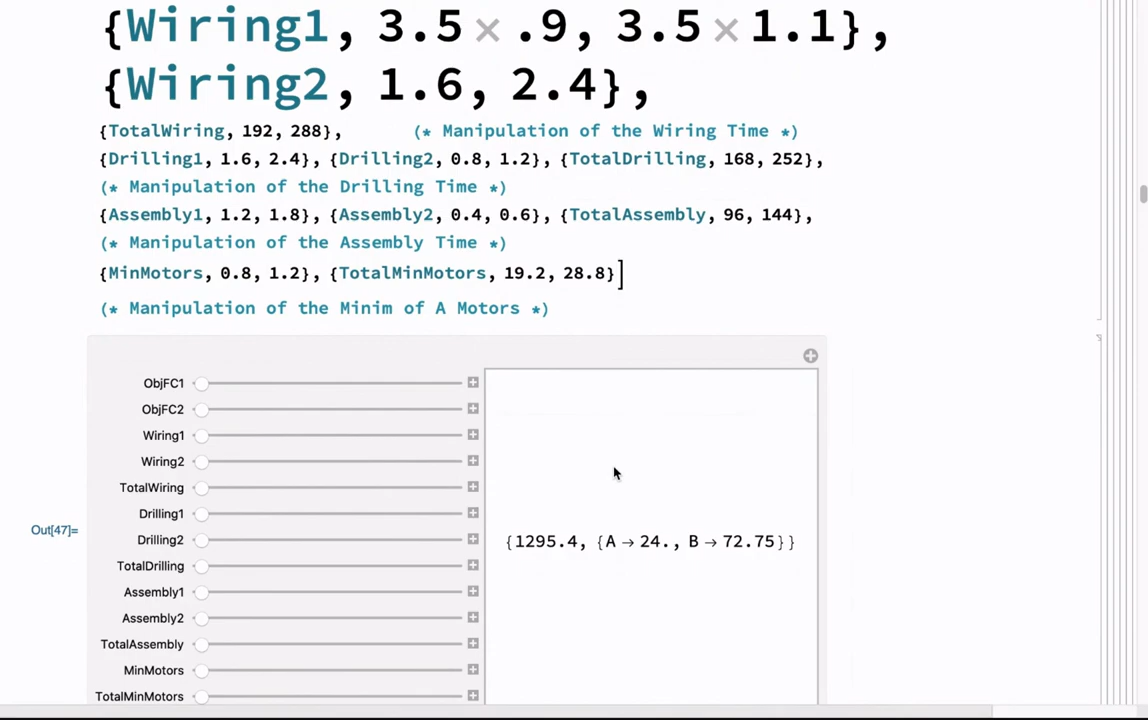 {Wiring1, 3.5×.9, 3.5×1.1},
{Wiring2, 1.6, 2.4},
{TotalWiring, 192, 288}, (* Manipulation of the Wiring Time *)
{Drilling1, 1.6, 2.4}, {Drilling2, 0.8, 1.2}, {TotalDrilling, 168, 252},
(* Manipulation of the Drilling Time *)
{Assembly1, 1.2, 1.8}, {Assembly2, 0.4, 0.6}, {TotalAssembly, 96, 144},
(* Manipulation of the Assembly Time *)
{MinMotors, 0.8, 1.2}, {TotalMinMotors, 19.2, 28.8}]
(* Manipulation of the Minim of A Motors *)
ObjFC1
ObjFC2
Wiring1
Wiring2
TotalWiring
Drilling1
Out[47]=
Drilling2
{1295.4, {A → 24., B → 72.75}}
TotalDrilling
Assembly1
Assembly2
TotalAssembly
MinMotors
TotalMinMotors